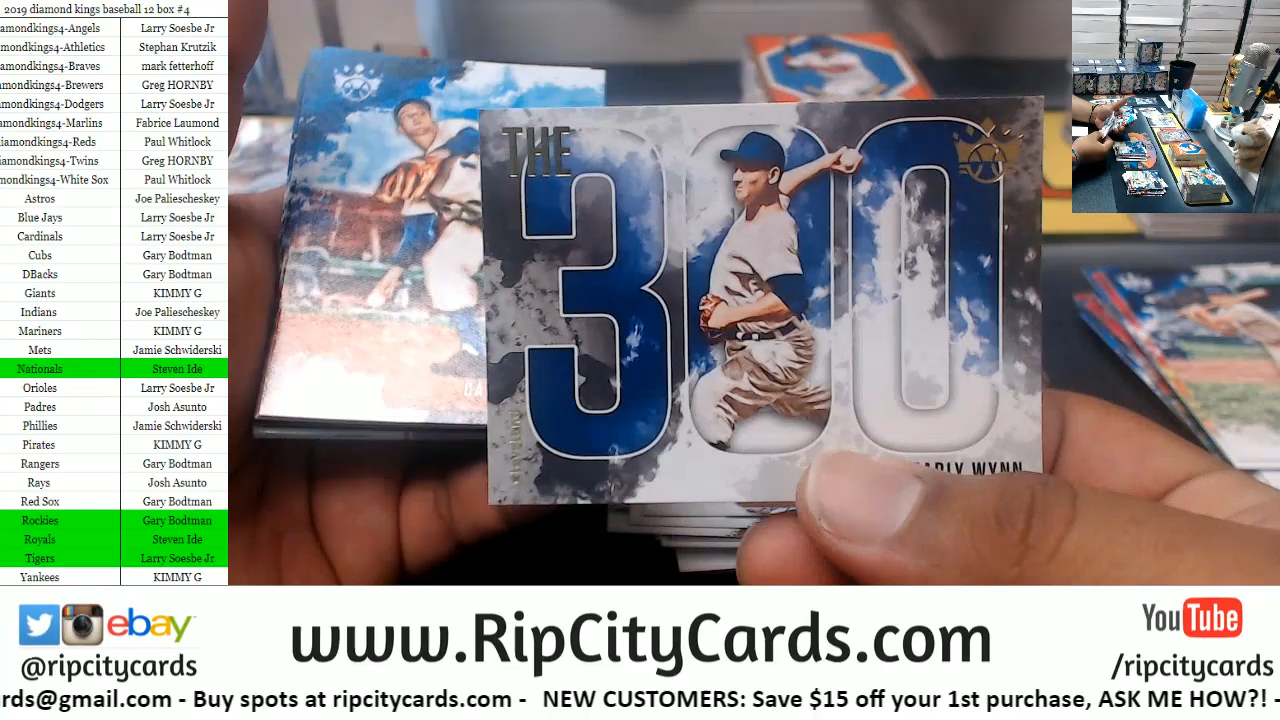 2019 diamond kings baseball 12 box #4
amondkings4-Angels Larry Soesbe Jr
mondkings4-Athletics Stephan Krutzik
amondkings4-Braves mark fetterhoff
mondkings4-Brewers Greg HORNBY
mondkings4-Dodgers Larry Soesbe Jr
mondkings4-Marlins Fabrice Laumond
iamondkings4-Reds Paul Whitlock
iamondkings4-Twins Greg HORNBY
mondkings4-White Sox Paul Whitlock
Astros Joe Paliescheskey
Blue Jays Larry Soesbe Jr
Cardinals Larry Soesbe Jr
Cubs Gary Bodtman
DBacks Gary Bodtman
Giants KIMMY G
Indians Joe Paliescheskey
Mariners KIMMY G
Mets Jamie Schwiderski
Nationals Steven Ide
Orioles Larry Soesbe Jr
Padres Josh Asunto
Phillies Jamie Schwiderski
Pirates KIMMY G
Rangers Gary Bodtman
Rays Josh Asunto
Red Sox Gary Bodtman
Rockies Gary Bodtman
Royals Steven Ide
Tigers Larry Soesbe Jr
Yankees KIMMY G
THE
300
EARLY WYNN
ebay
@ripcitycards
www.RipCityCards.com
YouTube
/ripcitycards
rds@gmail.com - Buy spots at ripcitycards.com - NEW CUSTOMERS: Save $15 off your 1st purchase, ASK ME HOW?! -